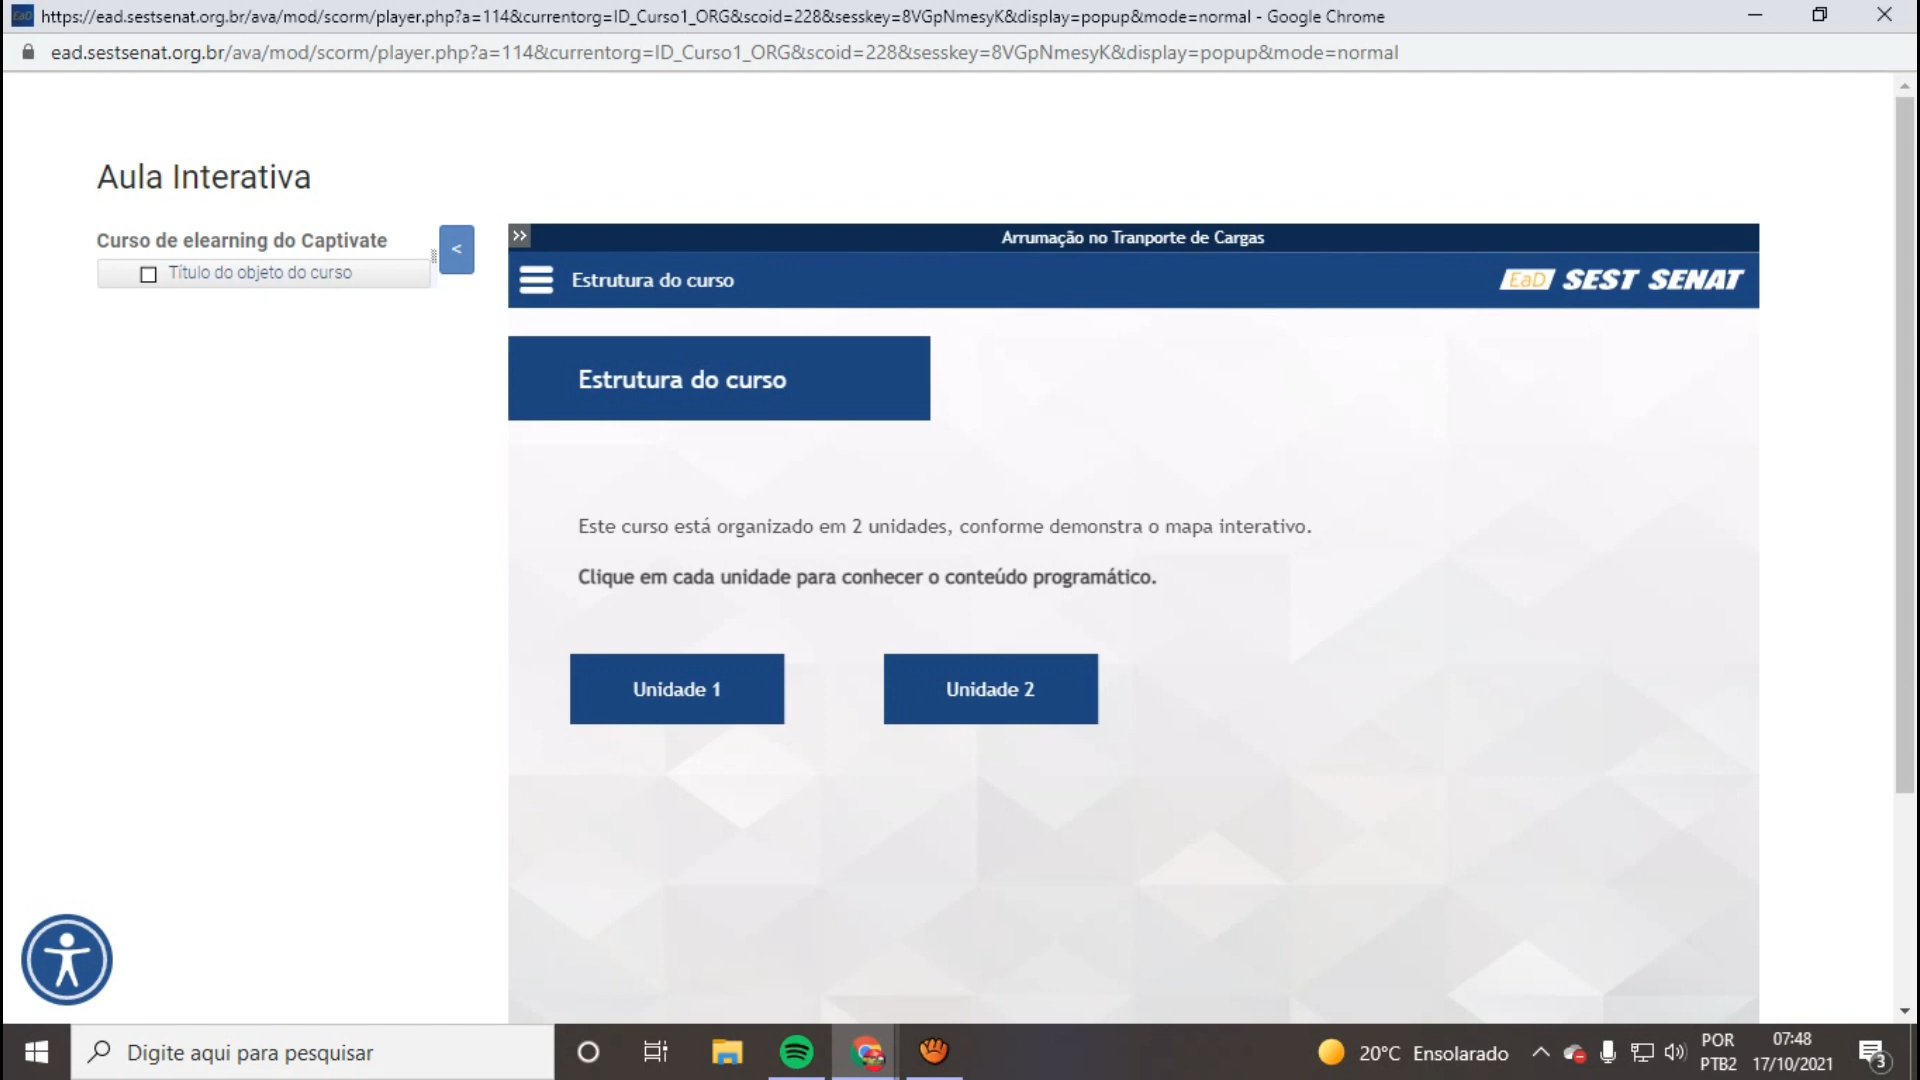 https://ead.sestsenat.org.br/ava/mod/scorm/player.php?a=114&currentorg=ID_Curso1_ORG&scoid=228&sesskey=8VGpNmesyK&display=popup&mode=normal - Google Chrome
ead.sestsenat.org.br/ava/mod/scorm/player.php?a=114&currentorg=ID_Curso1_ORG&scoid=228&sesskey=8VGpNmesyK&display=popup&mode=normal
Aula Interativa
Curso de elearning do Captivate
<
Título do objeto do curso
Arrumação no Tranporte de Cargas
Estrutura do curso
EaD SEST SENAT
Estrutura do curso
Este curso está organizado em 2 unidades, conforme demonstra o mapa interativo.
Clique em cada unidade para conhecer o conteúdo programático.
Unidade 1
Unidade 2
Digite aqui para pesquisar
20°C Ensolarado
POR
PTB2
07:48
17/10/2021
3